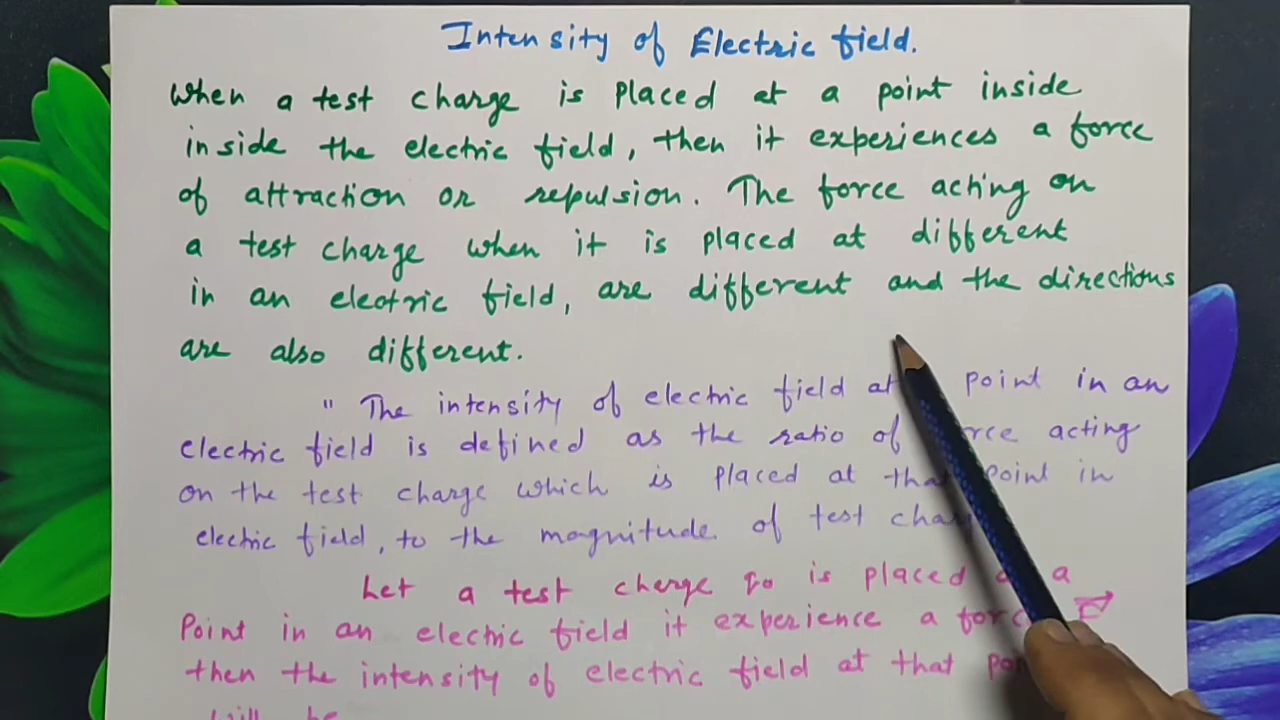 Intensity of Electric field.
When a test charge is placed at a point inside
inside the electric field, then it experiences a force
of attraction or repulsion. The force acting on
a test charge when it is placed at different
in an electric field, are different and the directions
are also different.
" The intensity of electric field at point in an
electric field is defined as the ratio of acting
on the test charge which is placed at that point in
electric field, to the magnitude of test
Let a test charge q0 is placed a
Point in an electric field it experience a
then the intensity of electric field at that
will be